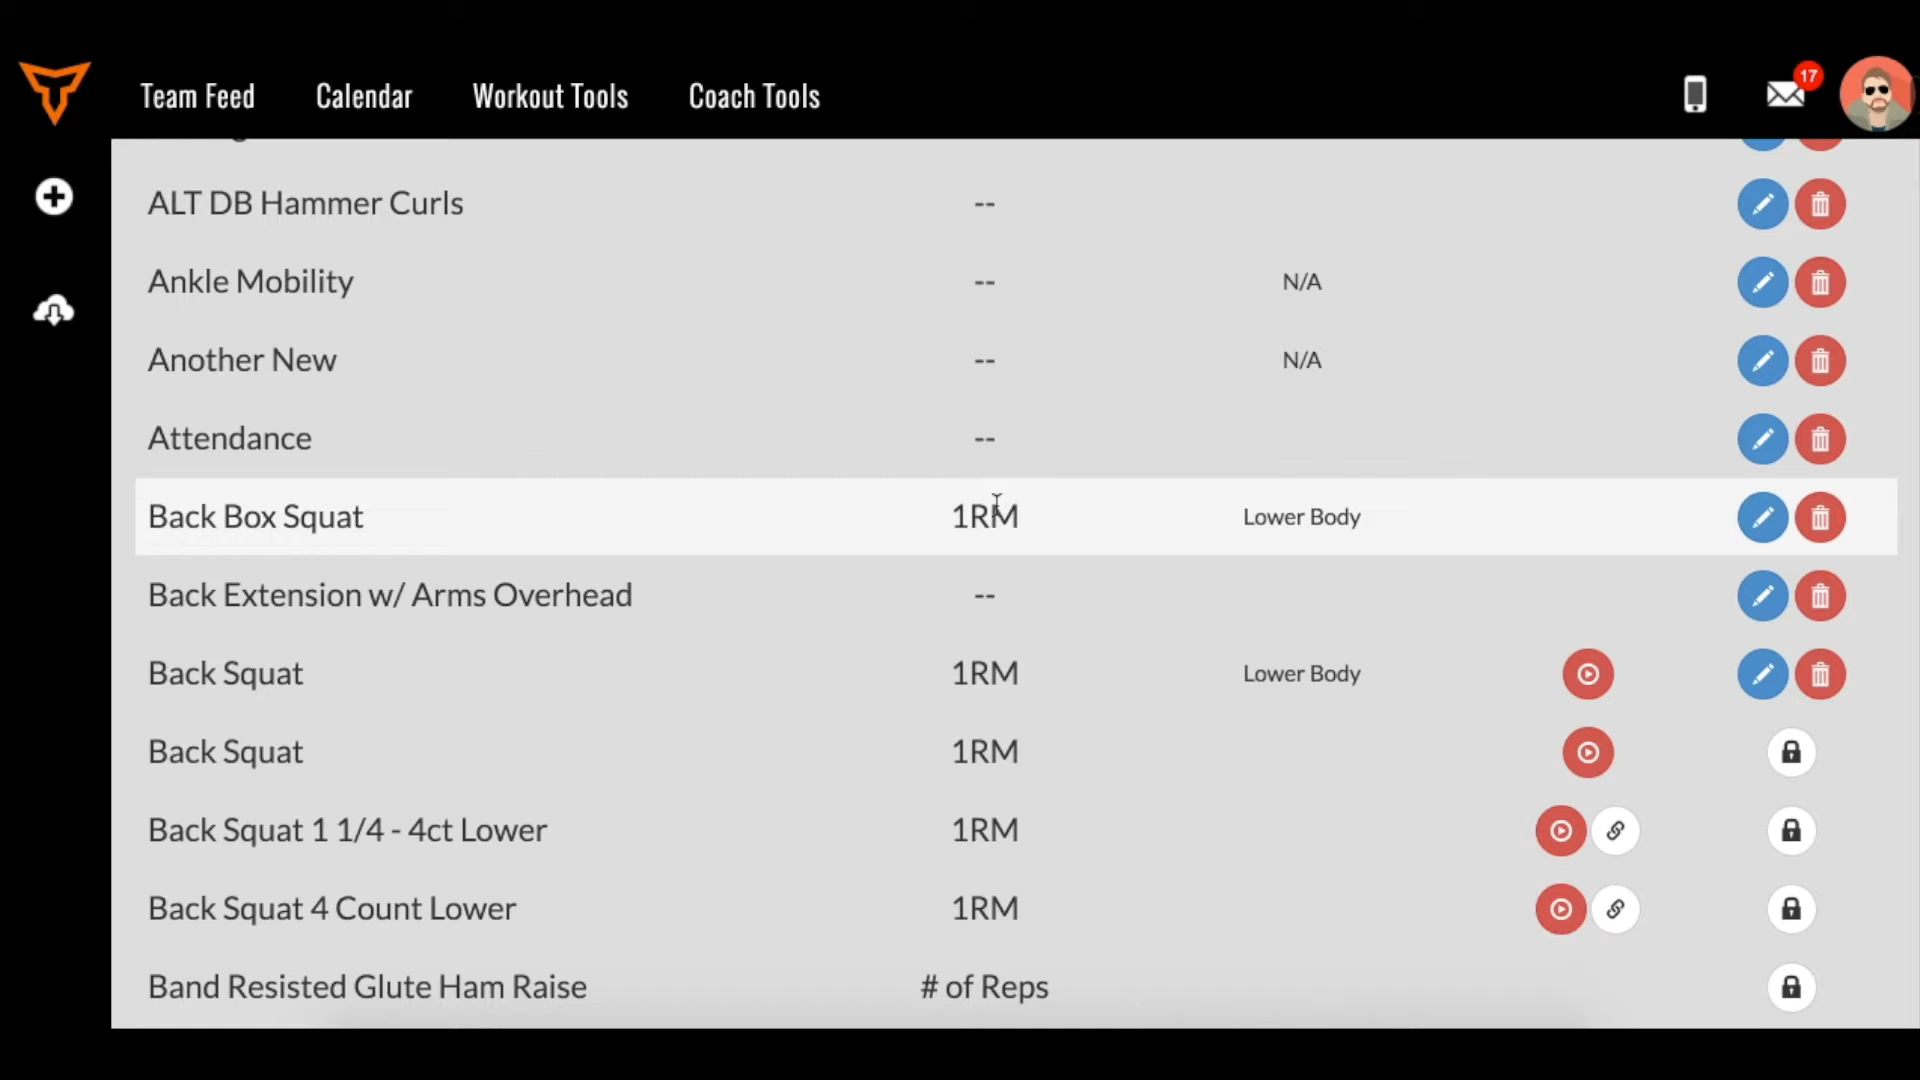 Team Feed Calendar Workout Tools Coach Tools 17
ALT DB Hammer Curls --
Ankle Mobility -- N/A
Another New -- N/A
Attendance --
Back Box Squat 1RM Lower Body
Back Extension w/ Arms Overhead --
Back Squat 1RM Lower Body
Back Squat 1RM
Back Squat 1 1/4 - 4ct Lower 1RM
Back Squat 4 Count Lower 1RM
Band Resisted Glute Ham Raise # of Reps